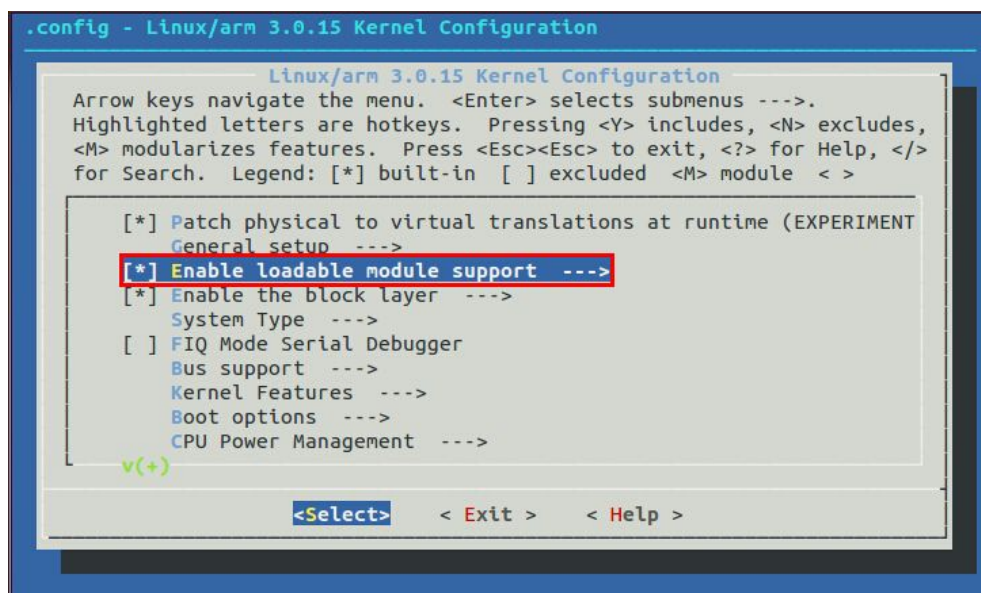 .config - Linux/arm 3.0.15 Kernel Configuration
Linux/arm 3.0.15 Kernel Configuration
Arrow keys navigate the menu.  <Enter> selects submenus --->.
Highlighted letters are hotkeys.  Pressing <Y> includes, <N> excludes,
<M> modularizes features.  Press <Esc><Esc> to exit, <?> for Help, </>
for Search.  Legend: [*] built-in  [ ] excluded  <M> module  < >
[*] Patch physical to virtual translations at runtime (EXPERIMENT
General setup  --->
[*] Enable loadable module support  --->
[*] Enable the block layer  --->
System Type  --->
[ ] FIQ Mode Serial Debugger
Bus support  --->
Kernel Features  --->
Boot options  --->
CPU Power Management  --->
v(+)
<Select>    < Exit >    < Help >